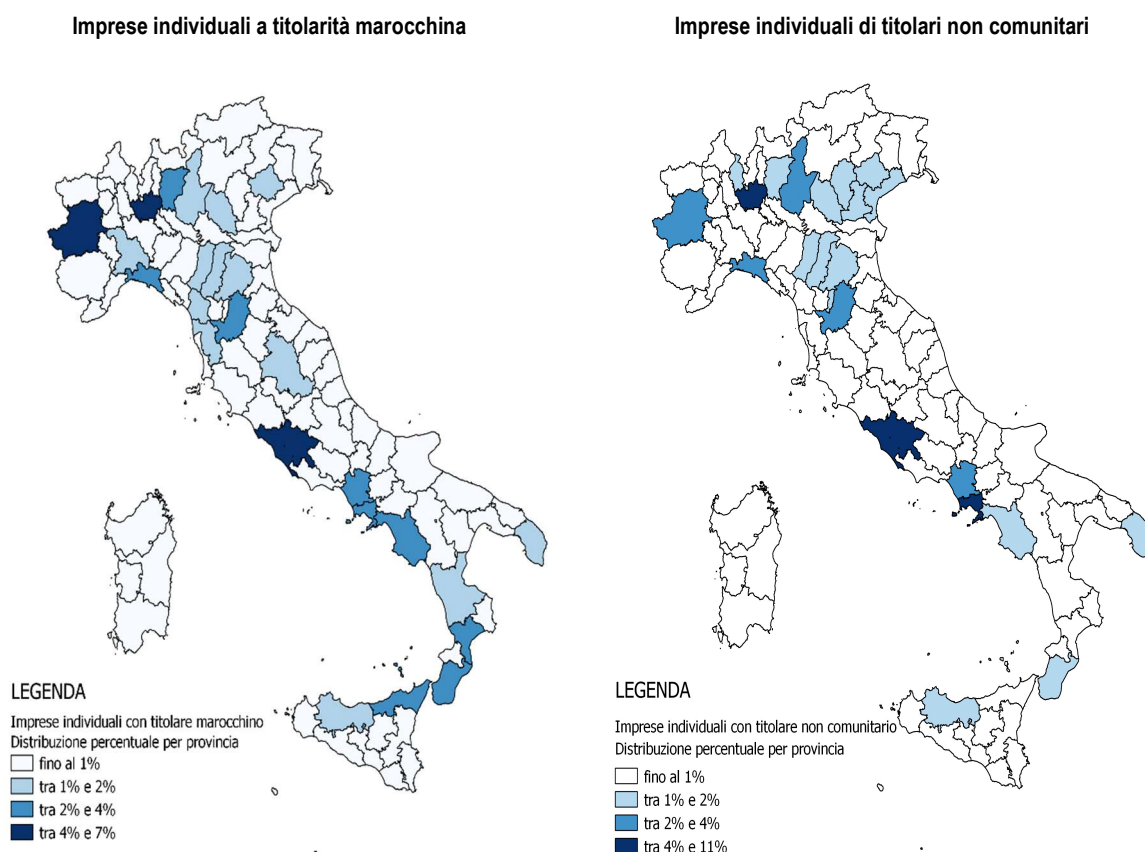 Imprese individuali a titolarità marocchina
Imprese individuali di titolari non comunitari
LEGENDA
Imprese individuali con titolare marocchino
Distribuzione percentuale per provincia
fino al 1%
tra 1% e 2%
tra 2% e 4%
tra 4% e 7%
LEGENDA
Imprese individuali con titolare non comunitario
Distribuzione percentuale per provincia
fino al 1%
tra 1% e 2%
tra 2% e 4%
tra 4% e 11%